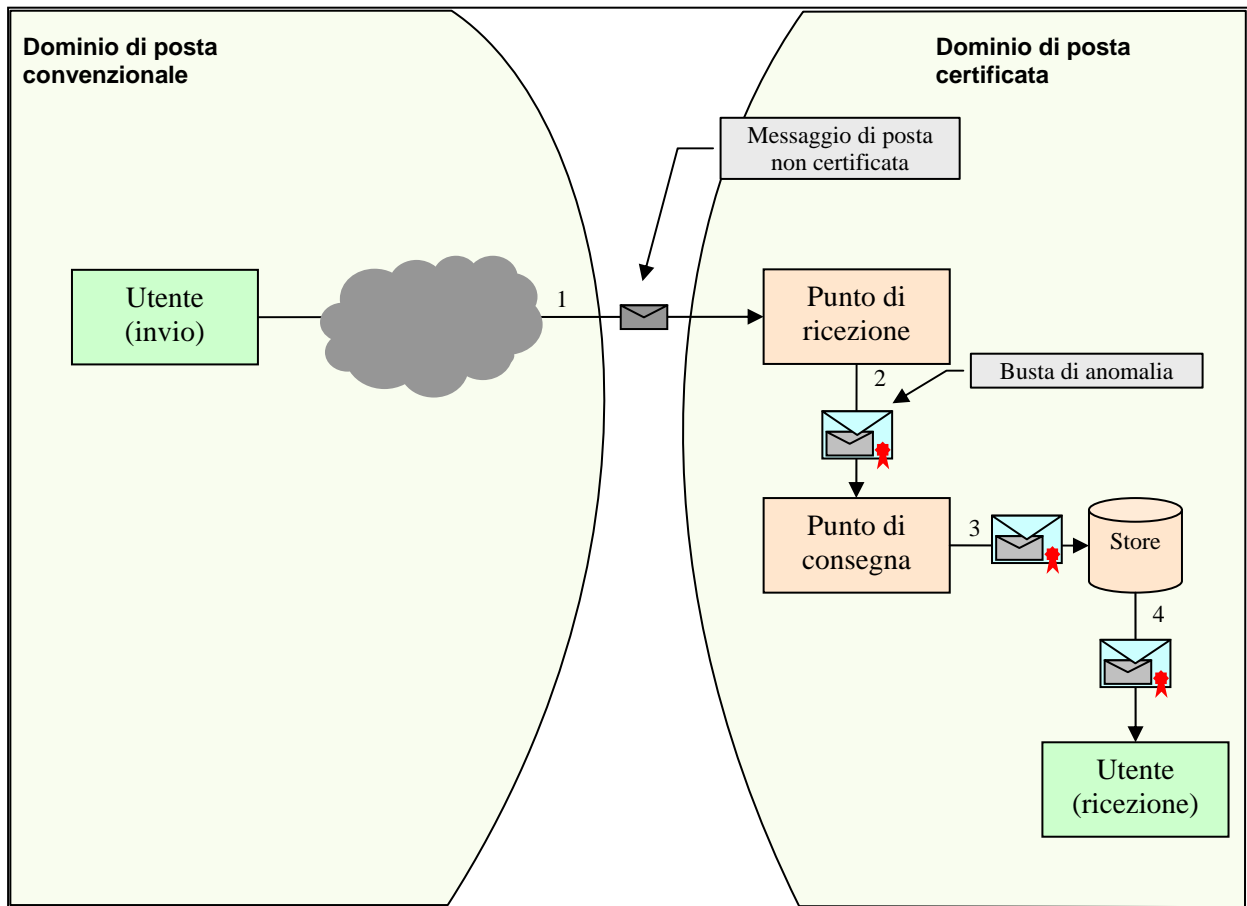 Dominio di posta
convenzionale
Dominio di posta
certificata
Messaggio di posta
non certificata
Utente
(invio)
1
Punto di
ricezione
2
Busta di anomalia
Punto di
consegna
3
Store
4
Utente
(ricezione)